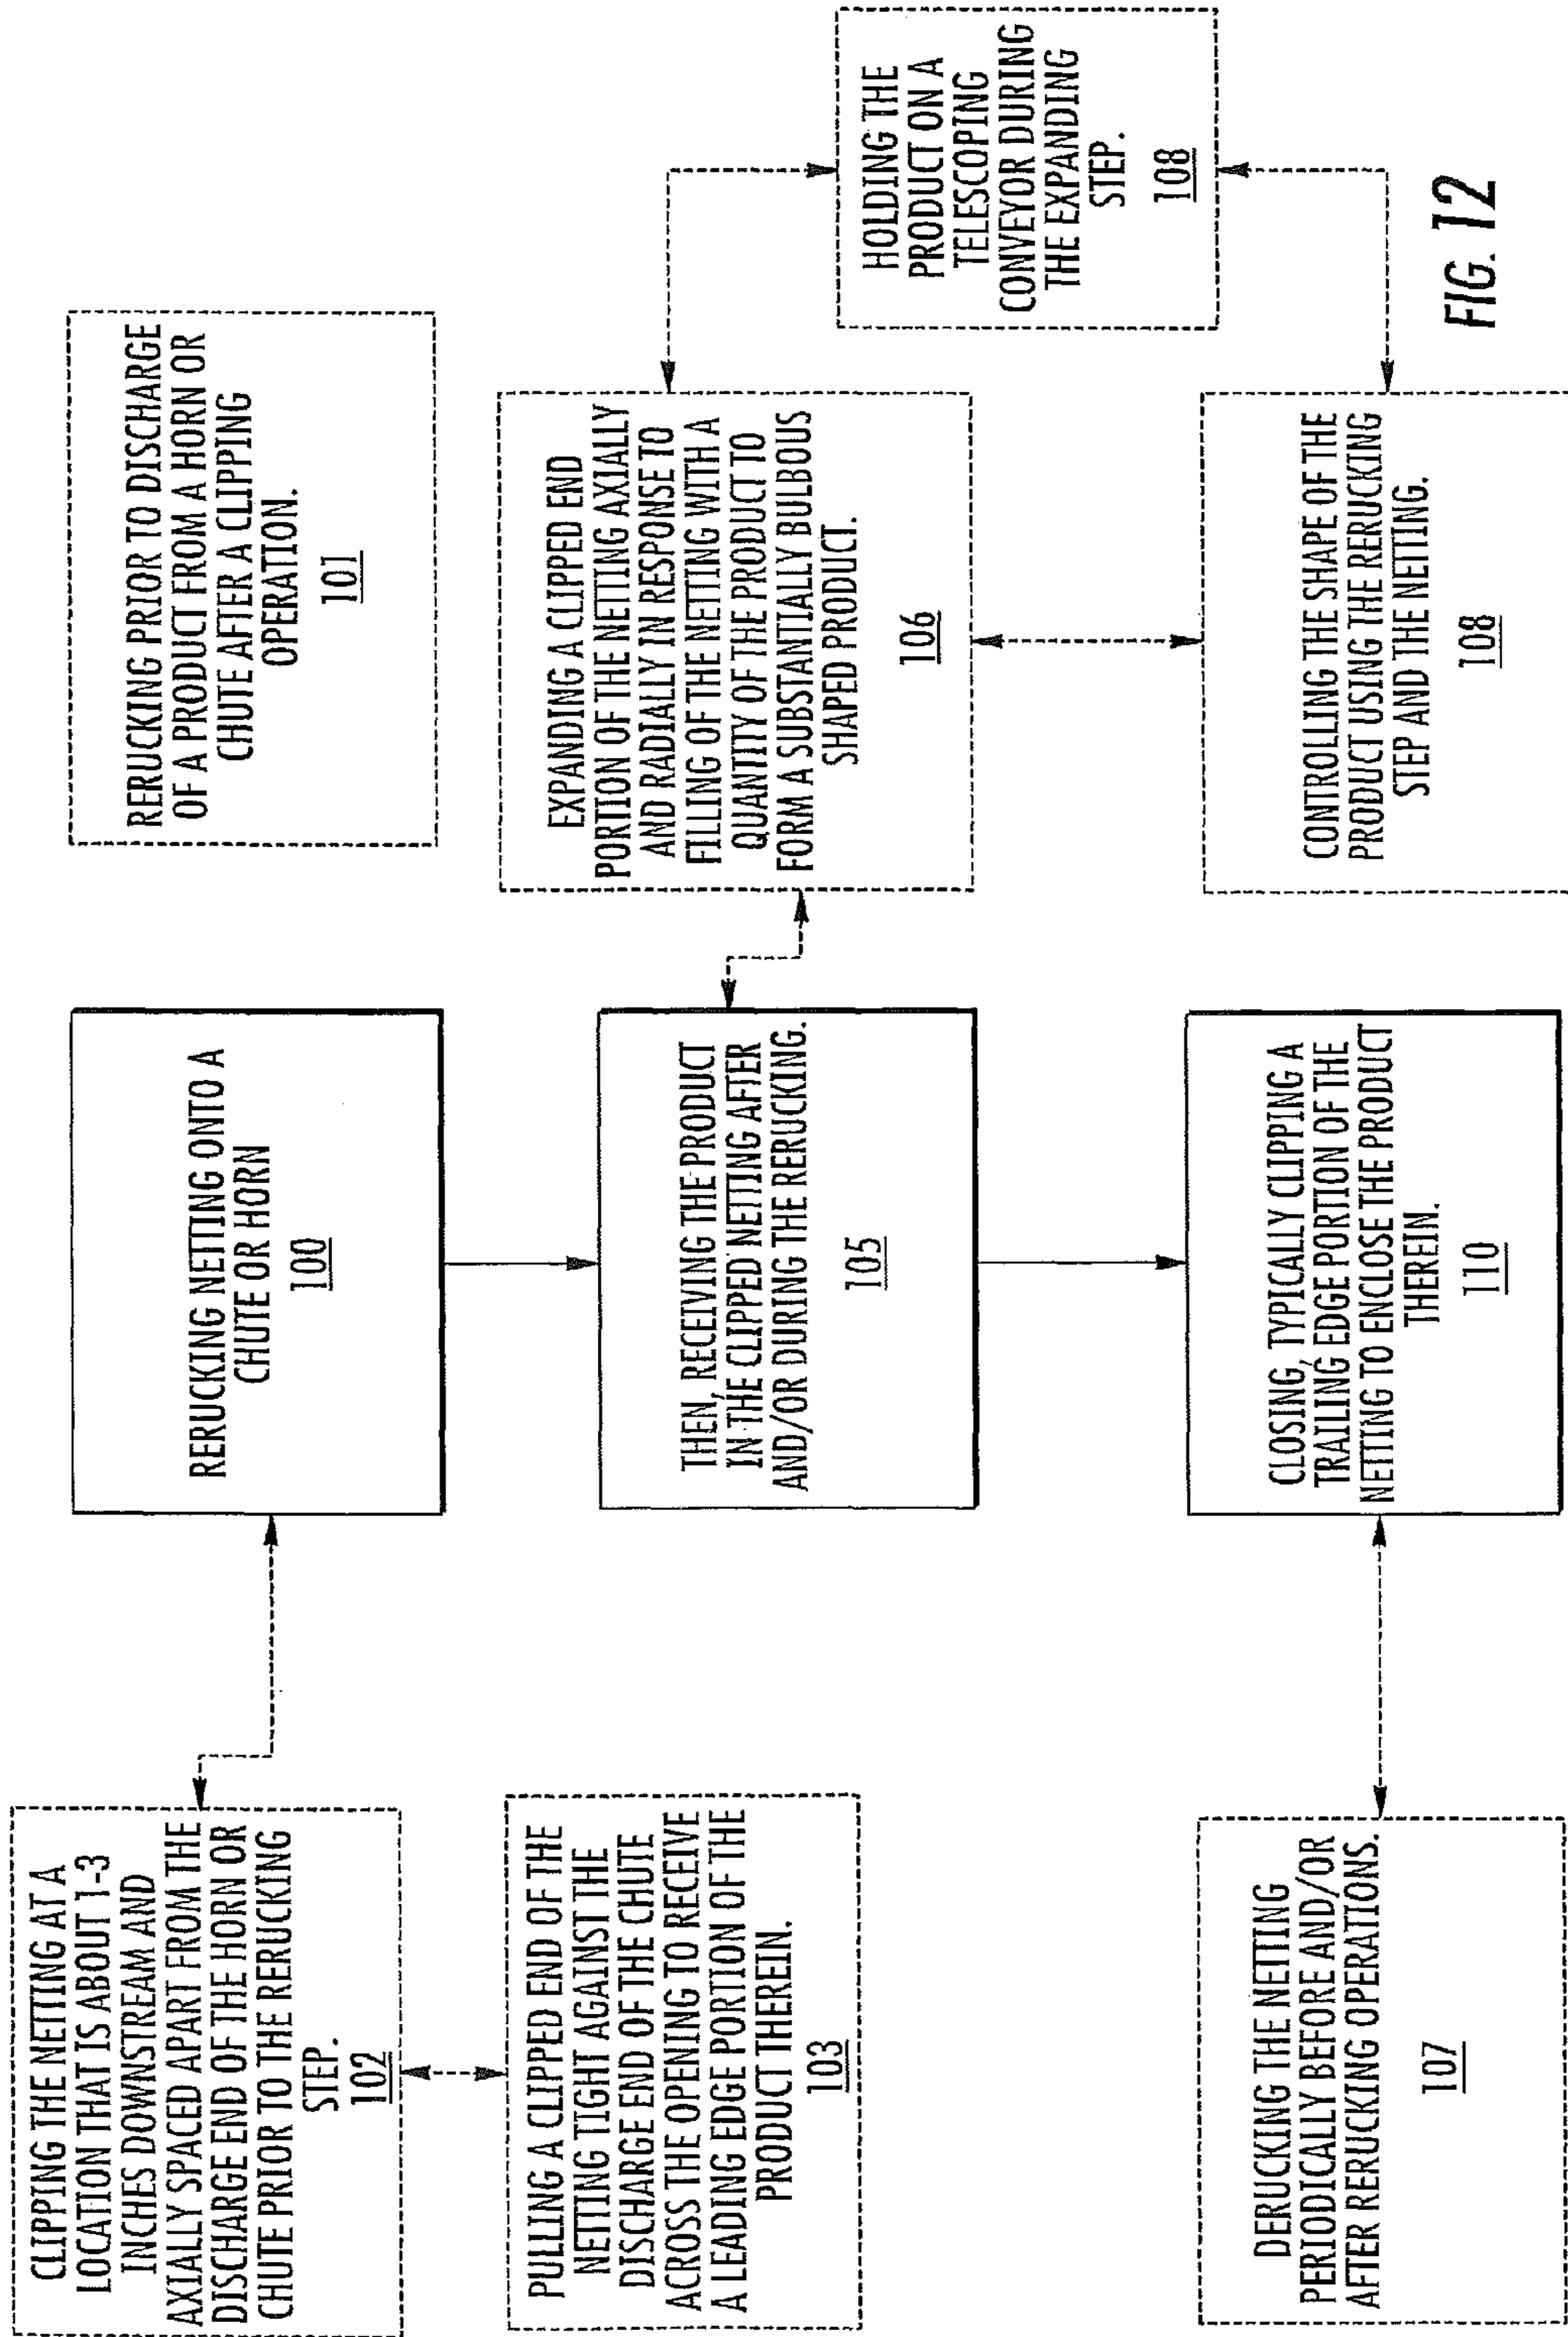 CLIPPING THE NETTING AT A
LOCATION THAT IS ABOUT 1-3
INCHES DOWNSTREAM AND
AXIALLY SPACED APART FROM THE
DISCHARGE END OF THE HORN OR
CHUTE PRIOR TO THE RERUCKING
STEP.
102
PULLING A CLIPPED END OF THE
NETTING TIGHT AGAINST THE
DISCHARGE END OF THE CHUTE
ACROSS THE OPENING TO RECEIVE
A LEADING EDGE PORTION OF THE
PRODUCT THEREIN.
103
DERUCKING THE NETTING
PERIODICALLY BEFORE AND/OR
AFTER RERUCKING OPERATIONS.
107
RERUCKING NETTING ONTO A
CHUTE OR HORN
100
THEN, RECEIVING THE PRODUCT
IN THE CLIPPED NETTING AFTER
AND/OR DURING THE RERUCKING.
105
CLOSING, TYPICALLY CLIPPING A
TRAILING EDGE PORTION OF THE
NETTING TO ENCLOSE THE PRODUCT
THEREIN.
110
RERUCKING PRIOR TO DISCHARGE
OF A PRODUCT FROM A HORN OR
CHUTE AFTER A CLIPPING
OPERATION.
101
EXPANDING A CLIPPED END
PORTION OF THE NETTING AXIALLY
AND RADIALLY IN RESPONSE TO
FILLING OF THE NETTING WITH A
QUANTITY OF THE PRODUCT TO
FORM A SUBSTANTIALLY BULBOUS
SHAPED PRODUCT.
106
CONTROLLING THE SHAPE OF THE
PRODUCT USING THE RERUCKING
STEP AND THE NETTING.
108
HOLDING THE
PRODUCT ON A
TELESCOPING
CONVEYOR DURING
THE EXPANDING
STEP.
108
FIG. 12